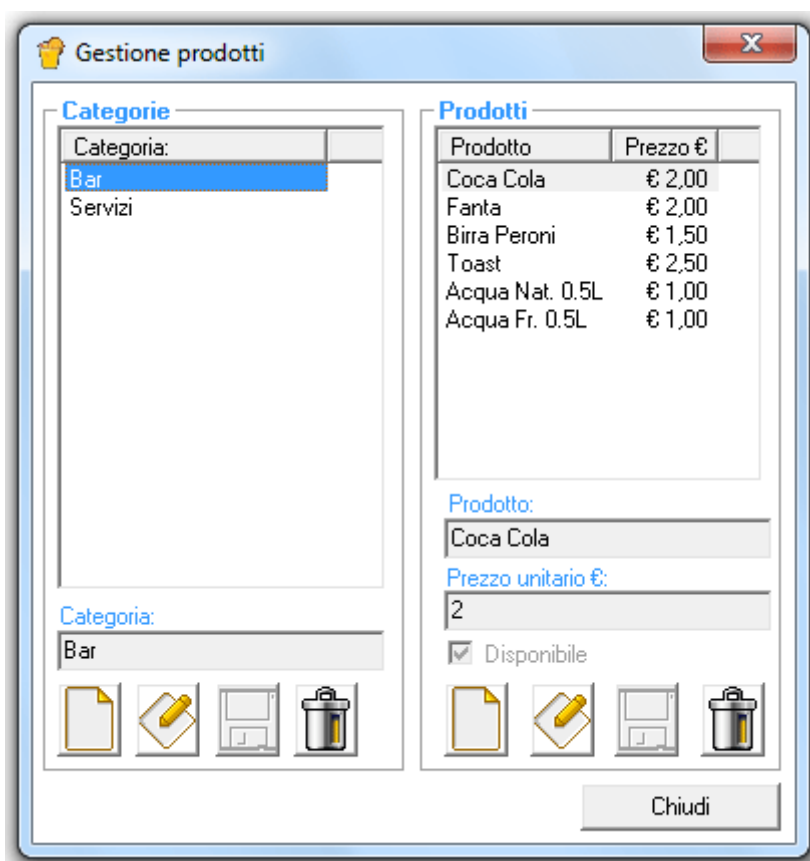 Gestione prodotti
Categorie
Categoria:
Bar
Servizi
Categoria:
Bar
Prodotti
Prodotto Prezzo €
Coca Cola € 2,00
Fanta € 2,00
Birra Peroni € 1,50
Toast € 2,50
Acqua Nat. 0.5L € 1,00
Acqua Fr. 0.5L € 1,00
Prodotto:
Coca Cola
Prezzo unitario €:
2
Disponibile
Chiudi